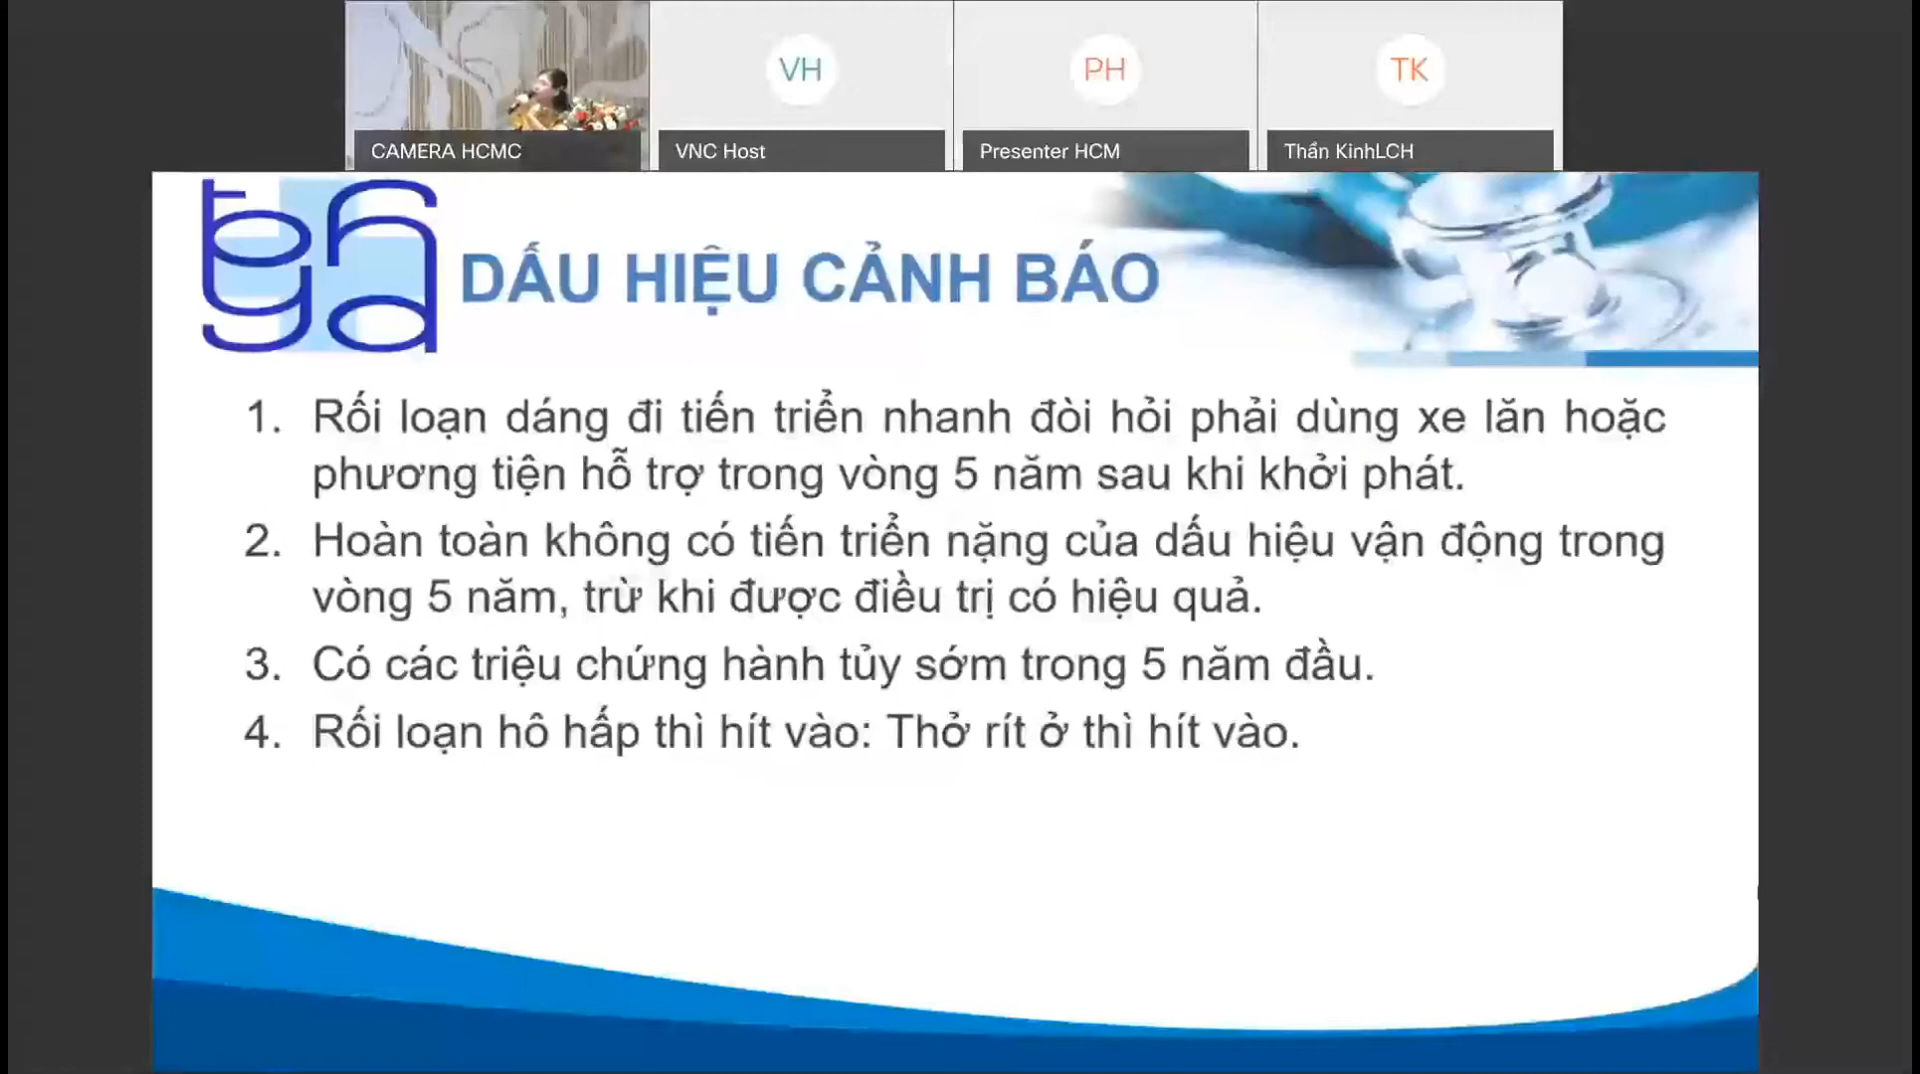 VH
PH
TK
CAMERA HCMC
VNC Host
Presenter HCM
Thần KinhLCH
DẤU HIỆU CẢNH BÁO
1. Rối loạn dáng đi tiến triển nhanh đòi hỏi phải dùng xe lăn hoặc
phương tiện hỗ trợ trong vòng 5 năm sau khi khởi phát.
2. Hoàn toàn không có tiến triển nặng của dấu hiệu vận động trong
vòng 5 năm, trừ khi được điều trị có hiệu quả.
3. Có các triệu chứng hành tủy sớm trong 5 năm đầu.
4. Rối loạn hô hấp thì hít vào: Thở rít ở thì hít vào.